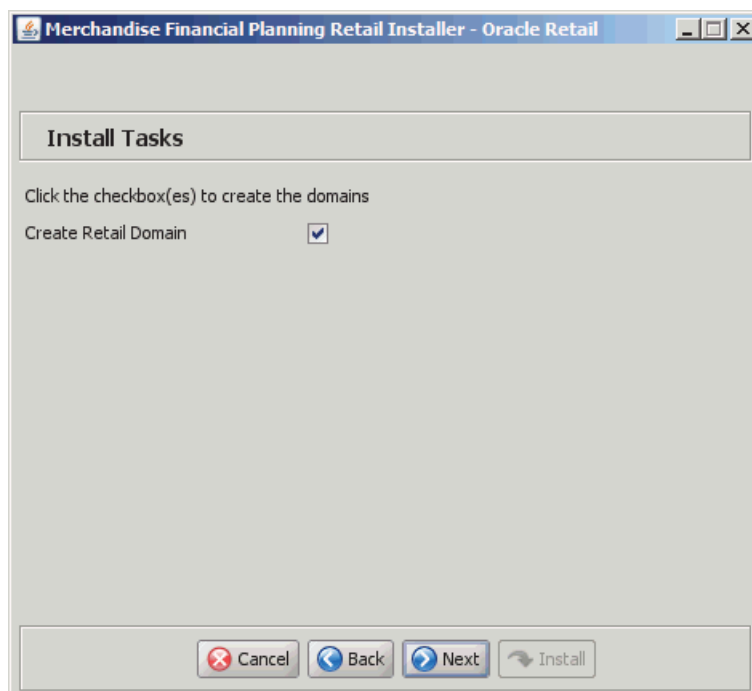 Merchandise Financial Planning Retail Installer - Oracle Retail
Install Tasks
Click the checkbox(es) to create the domains
Create Retail Domain
Cancel Back Next Install